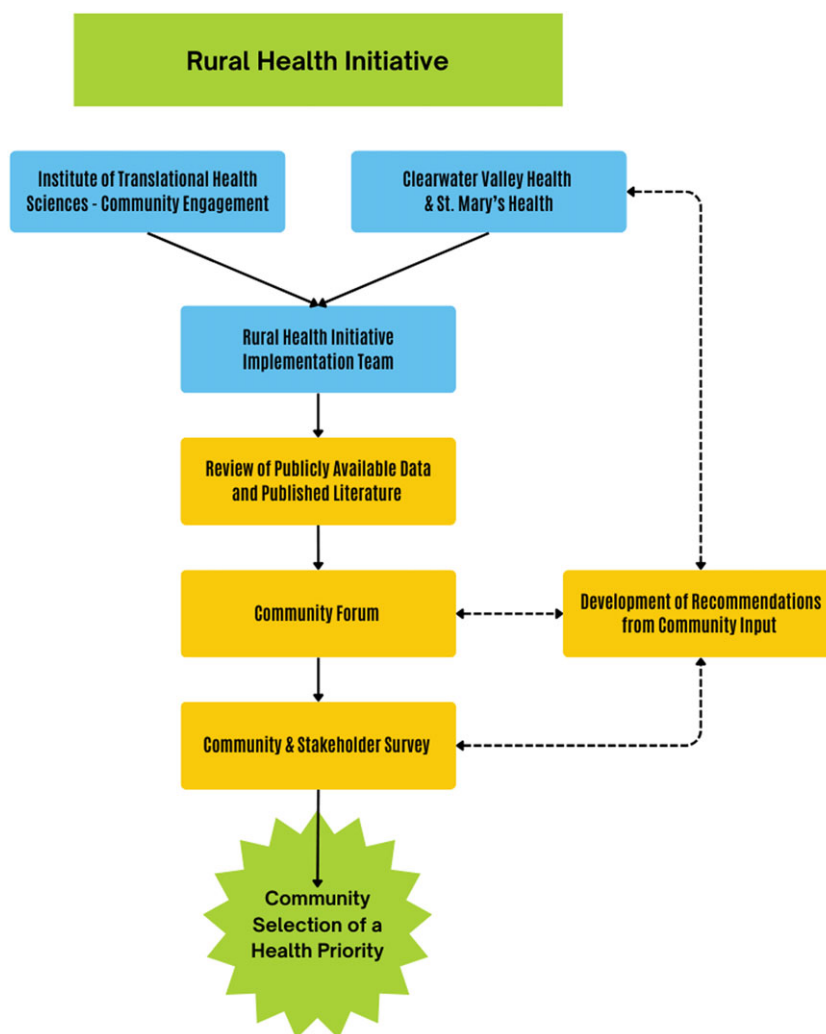 Rural Health Initiative
Institute of Translational Health
Sciences - Community Engagement
Clearwater Valley Health
& St. Mary’s Health
Rural Health Initiative
Implementation Team
Review of Publicly Available Data
and Published Literature
Community Forum
Development of Recommendations
from Community Input
Community & Stakeholder Survey
Community
Selection of a
Health Priority